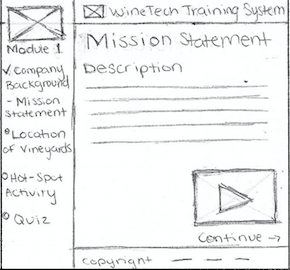 WineTech Training System
Module 1
✓ Company
Background
- Mission
Statement
Location
of Vineyards
Hot-Spot
Activity
Quiz
Mission Statement
Description
Continue →
Copyright — — —